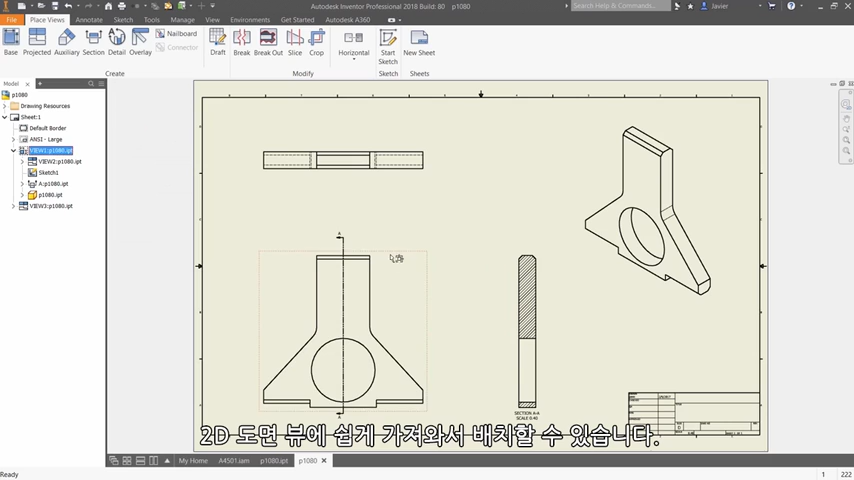 Autodesk Inventor Professional 2018 Build: 80 p1080
Search Help & Commands...
Javier
File
Place Views
Annotate
Sketch
Tools
Manage
View
Environments
Get Started
Autodesk A360
Base
Projected
Auxiliary
Section
Detail
Overlay
Nailboard
Connector
Draft
Break
Break Out
Slice
Crop
Horizontal
Start
Sketch
New Sheet
Create
Modify
Sketch
Sheets
Model
p1080
Drawing Resources
Sheet:1
Default Border
ANSI - Large
VIEW1:p1080.ipt
VIEW2:p1080.ipt
Sketch1
A:p1080.ipt
p1080.ipt
VIEW3:p1080.ipt
A
A
SECTION A-A
SCALE 0.40
2D 도면 뷰에 쉽게 가져와서 배치할 수 있습니다.
My Home
A4501.iam
p1080.ipt
p1080
Ready
1
222